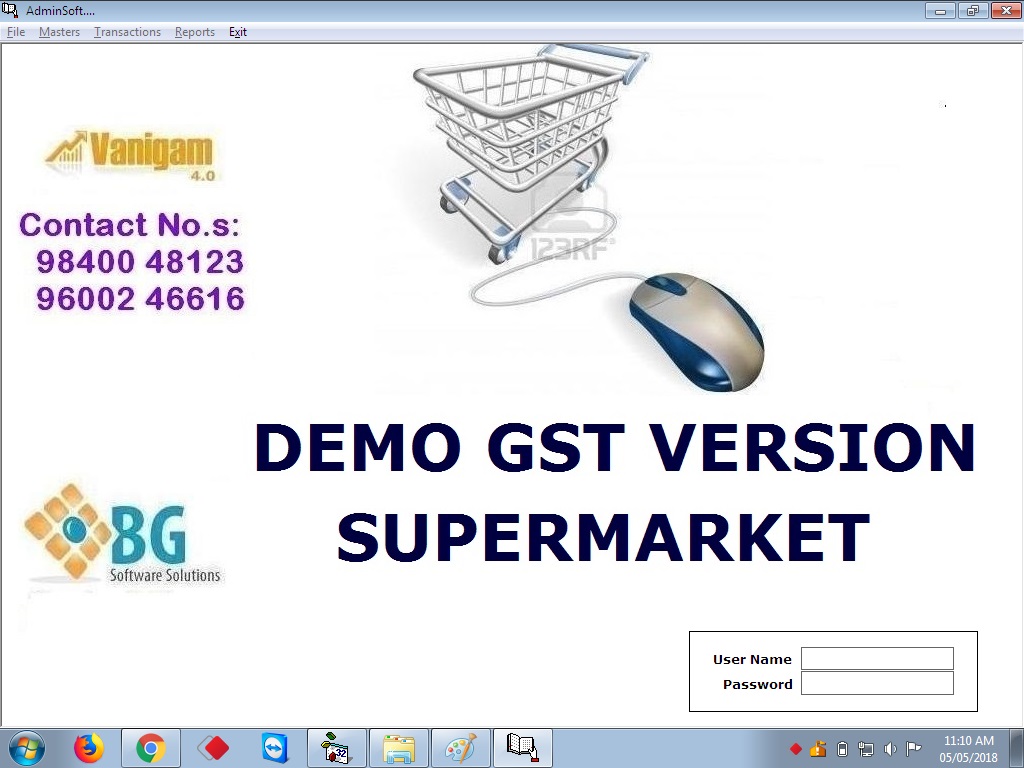 AdminSoft....
File Masters Transactions Reports Exit
Vanigam
4.0
Contact No.s:
98400 48123
96002 46616
123RF®
DEMO GST VERSION
SUPERMARKET
BG
Software Solutions
User Name
Password
32
11:10 AM
05/05/2018